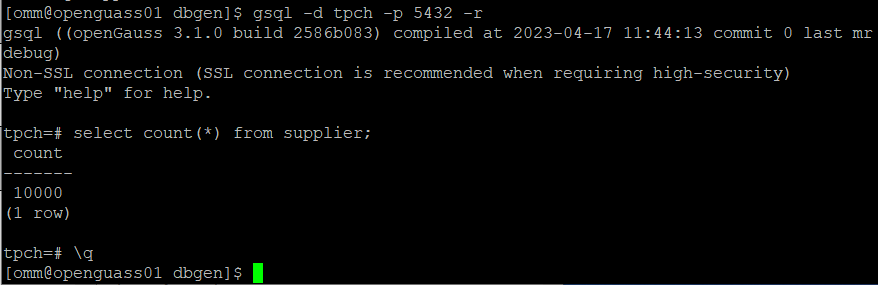 [omm@openguass01 dbgen]$ gsql -d tpch -p 5432 -r
gsql ((openGauss 3.1.0 build 2586b083) compiled at 2023-04-17 11:44:13 commit 0 last mr
debug)
Non-SSL connection (SSL connection is recommended when requiring high-security)
Type "help" for help.
tpch=# select count(*) from supplier;
count
-------
10000
(1 row)
tpch=# \q
[omm@openguass01 dbgen]$